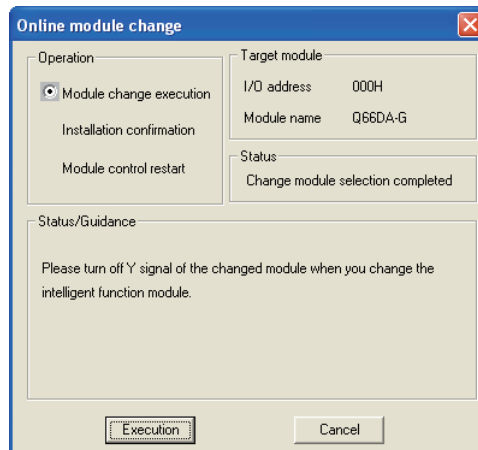 Online module change
Operation
Module change execution
Installation confirmation
Module control restart
Target module
I/O address 000H
Module name Q66DA-G
Status
Change module selection completed
Status/Guidance
Please turn off Y signal of the changed module when you change the
intelligent function module.
Execution
Cancel